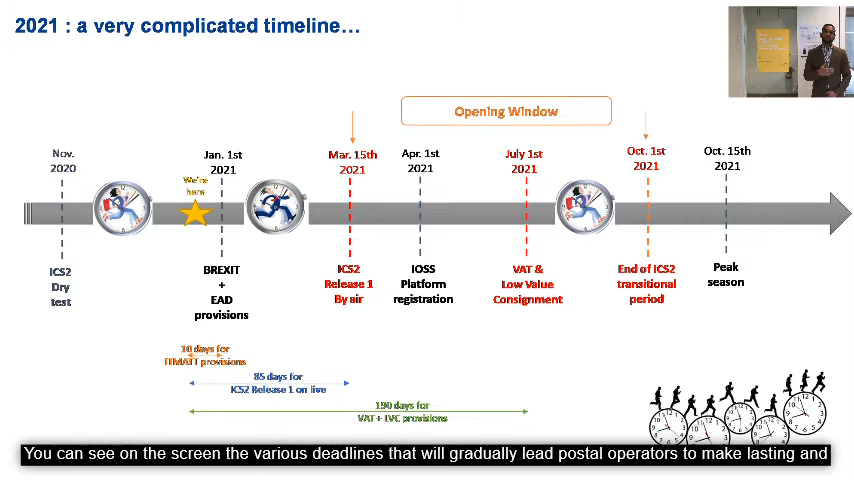 2021 : a very complicated timeline…
Opening Window
Nov.
2020
We're
here
Jan. 1st
2021
Mar. 15th
2021
Apr. 1st
2021
July 1st
2021
Oct. 1st
2021
Oct. 15th
2021
ICS2
Dry
test
BREXIT
+
EAD
provisions
ICS2
Release 1
By air
IOSS
Platform
registration
VAT &
Low Value
Consignment
End of ICS2
transitional
period
Peak
season
10 days for
ITMATT provisions
85 days for
ICS2 Release 1 on live
190 days for
VAT + LVC provisions
You can see on the screen the various deadlines that will gradually lead postal operators to make lasting and